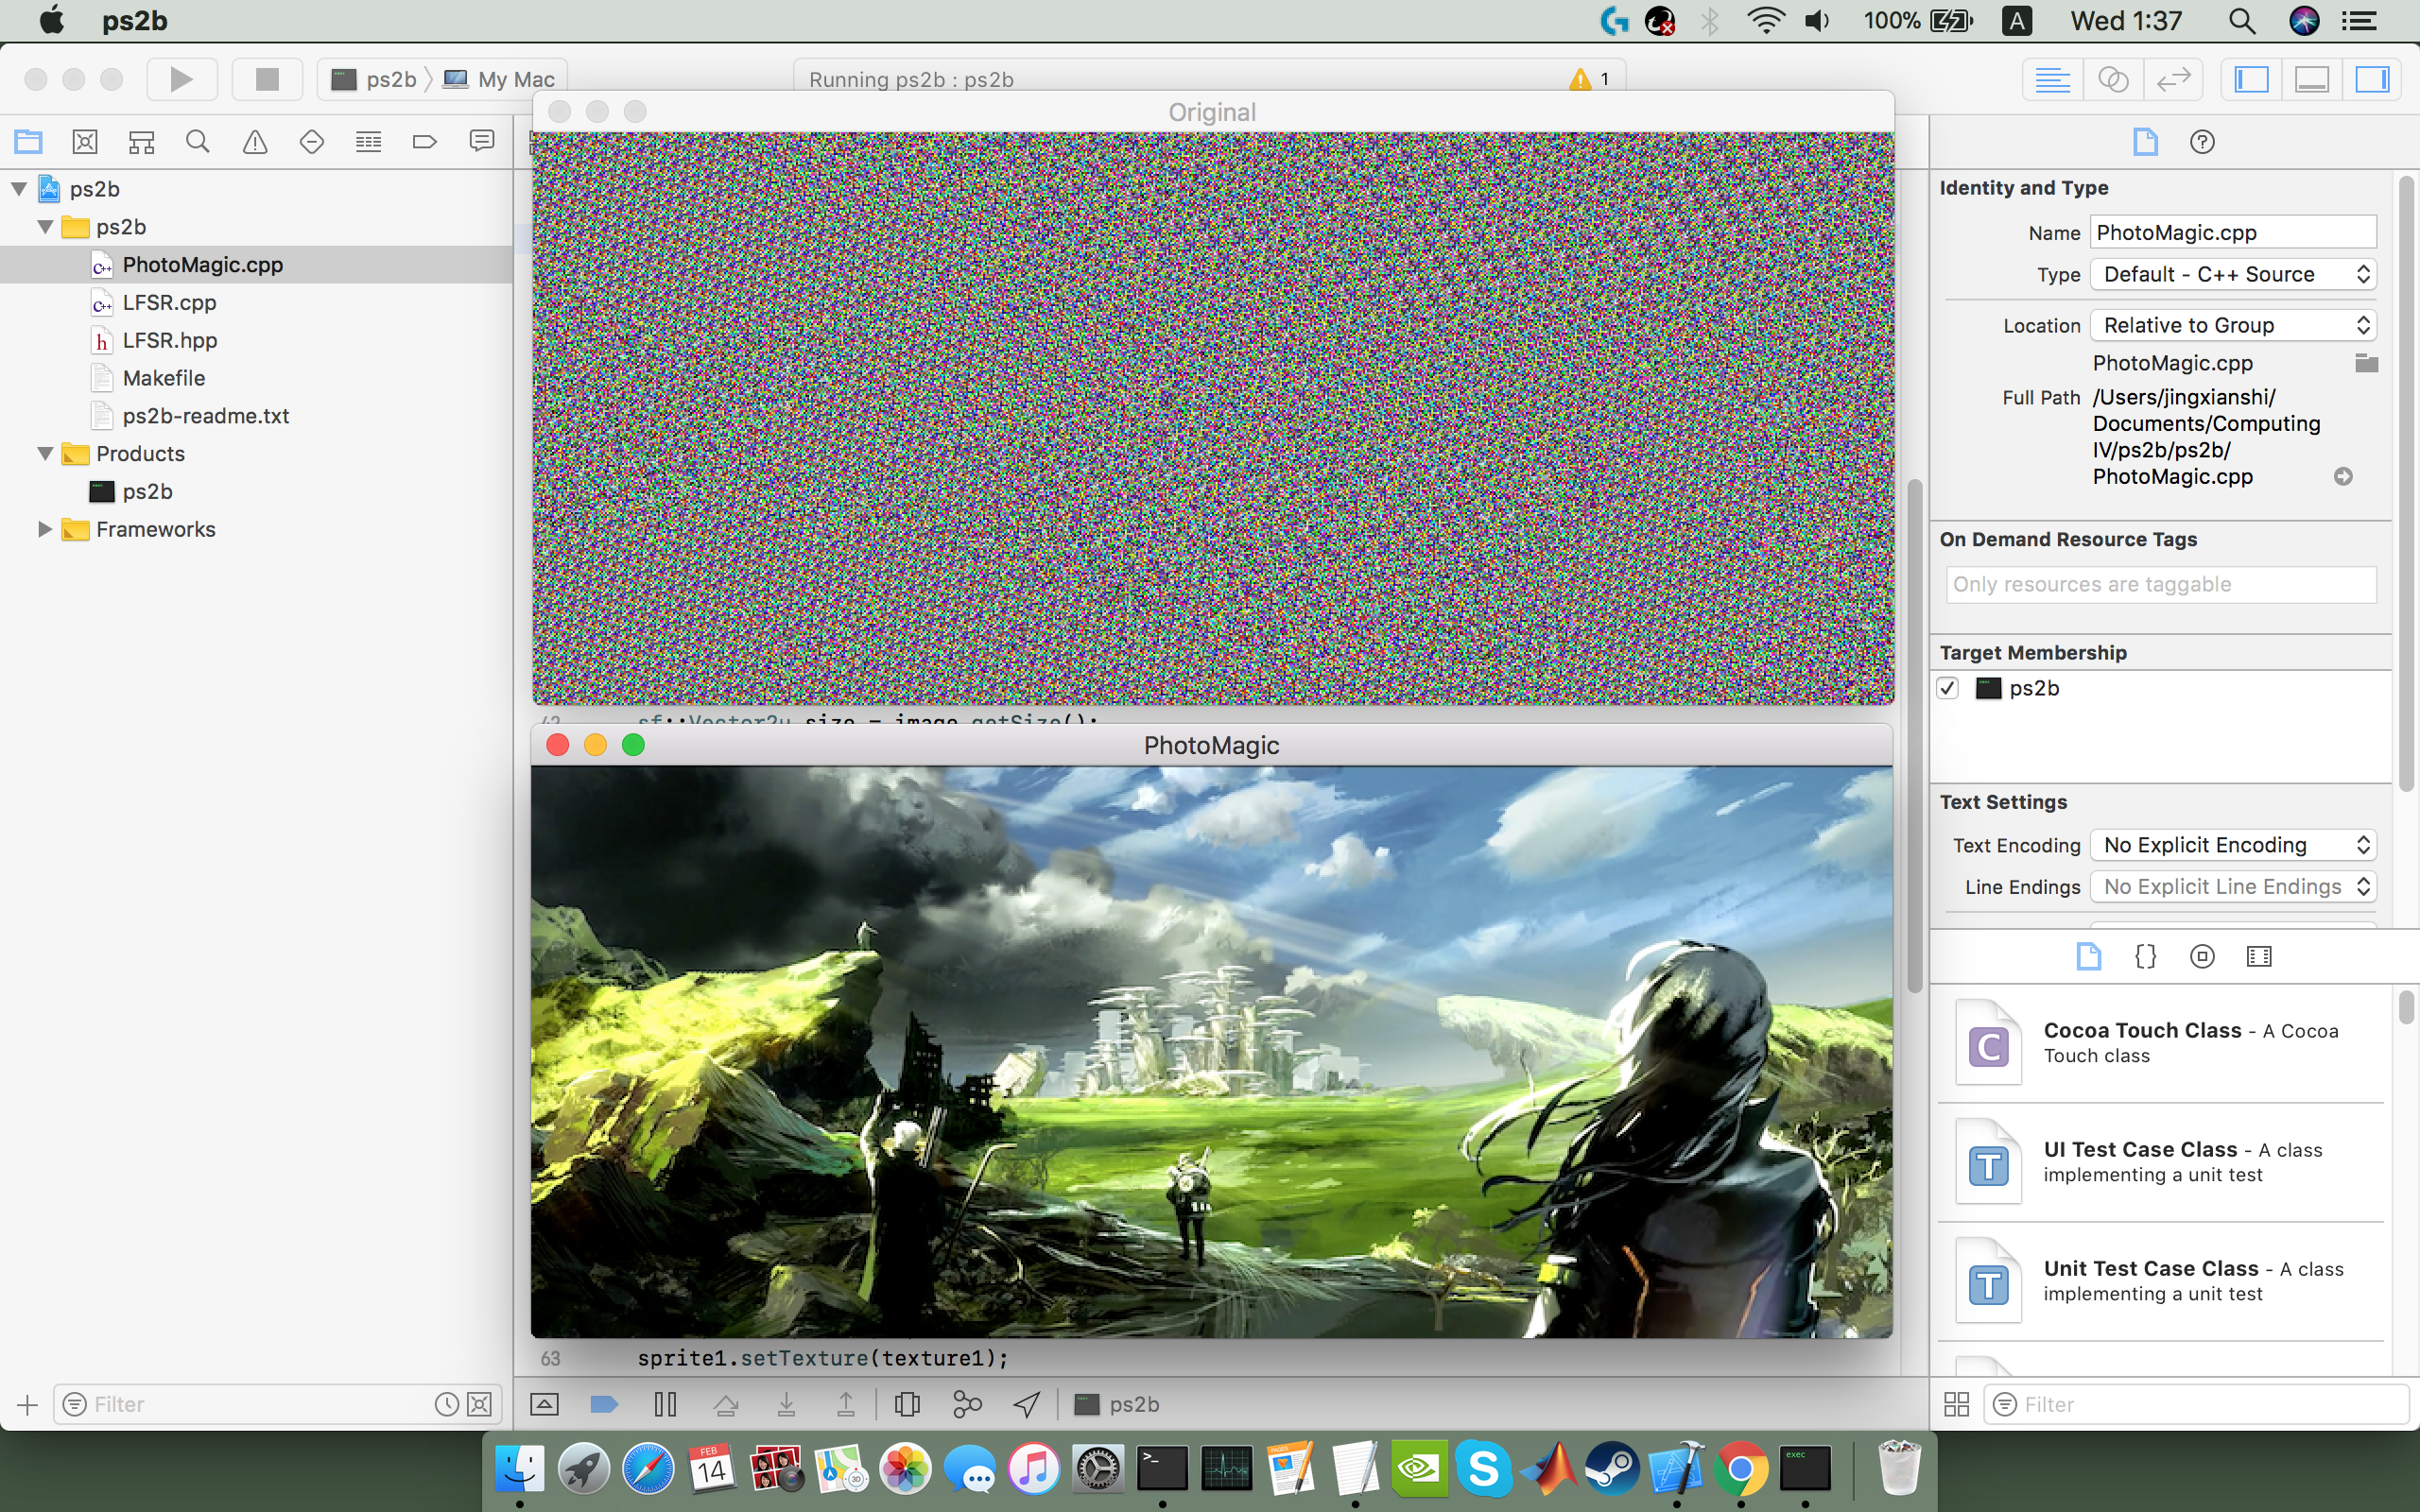 ps2b
100%
A
Wed 1:37
ps2b
My Mac
Running ps2b : ps2b
1
Original
ps2b
ps2b
PhotoMagic.cpp
LFSR.cpp
LFSR.hpp
Makefile
ps2b-readme.txt
Products
ps2b
Frameworks
Filter
62 sf::Vector2u size = image.getSize();
PhotoMagic
63 sprite1.setTexture(texture1);
ps2b
Identity and Type
Name PhotoMagic.cpp
Type Default - C++ Source
Location Relative to Group
PhotoMagic.cpp
Full Path /Users/jingxianshi/
Documents/Computing
IV/ps2b/ps2b/
PhotoMagic.cpp
On Demand Resource Tags
Only resources are taggable
Target Membership
ps2b
Text Settings
Text Encoding No Explicit Encoding
Line Endings No Explicit Line Endings
C
Cocoa Touch Class - A Cocoa
Touch class
T
UI Test Case Class - A class
implementing a unit test
T
Unit Test Case Class - A class
implementing a unit test
Filter
FEB
14
3D
PAGES
exec